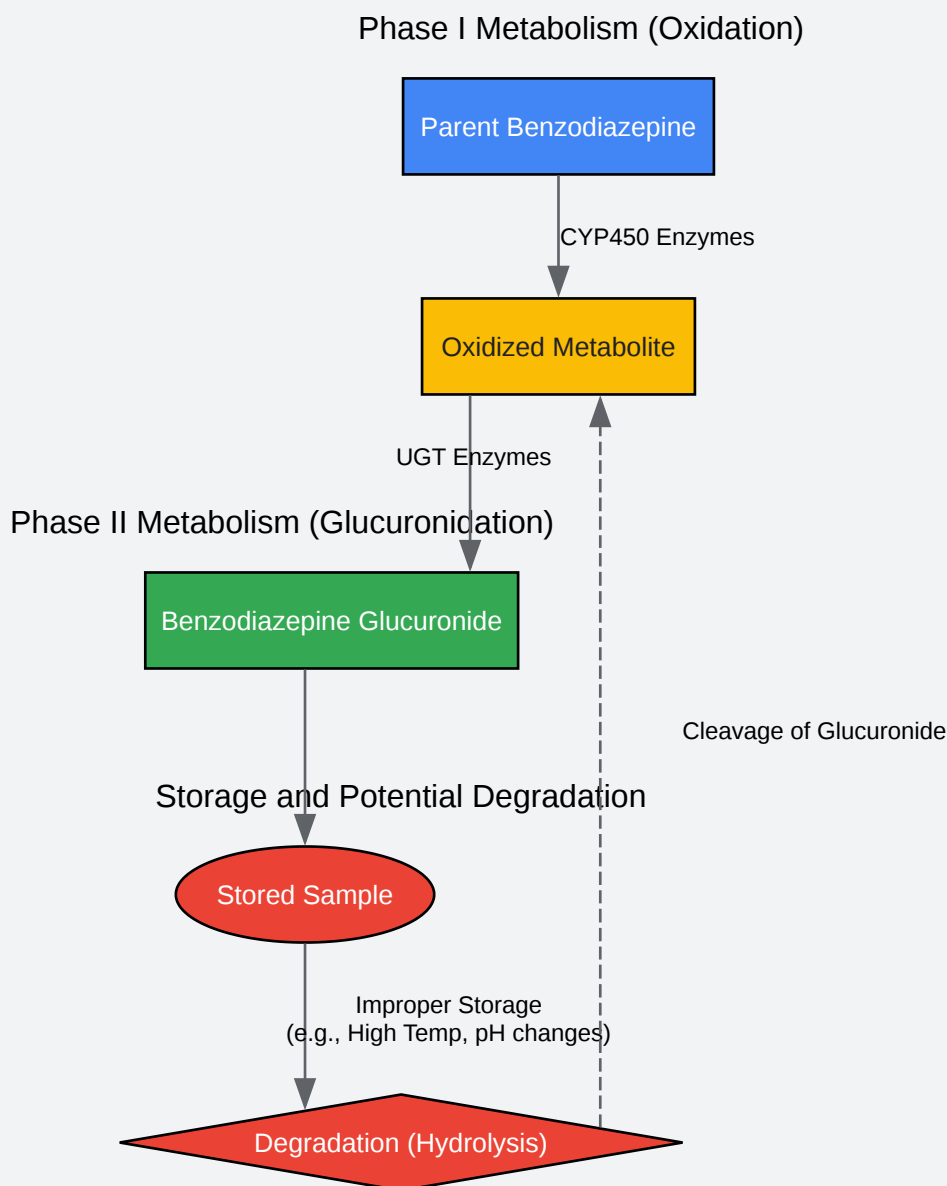 Phase I Metabolism (Oxidation)
Parent Benzodiazepine
CYP450 Enzymes
Oxidized Metabolite
UGT Enzymes
Phase II Metabolism (Glucuronidation)
Benzodiazepine Glucuronide
Cleavage of Glucuronide
Storage and Potential Degradation
Stored Sample
Improper Storage
(e.g., High Temp, pH changes)
Degradation (Hydrolysis)